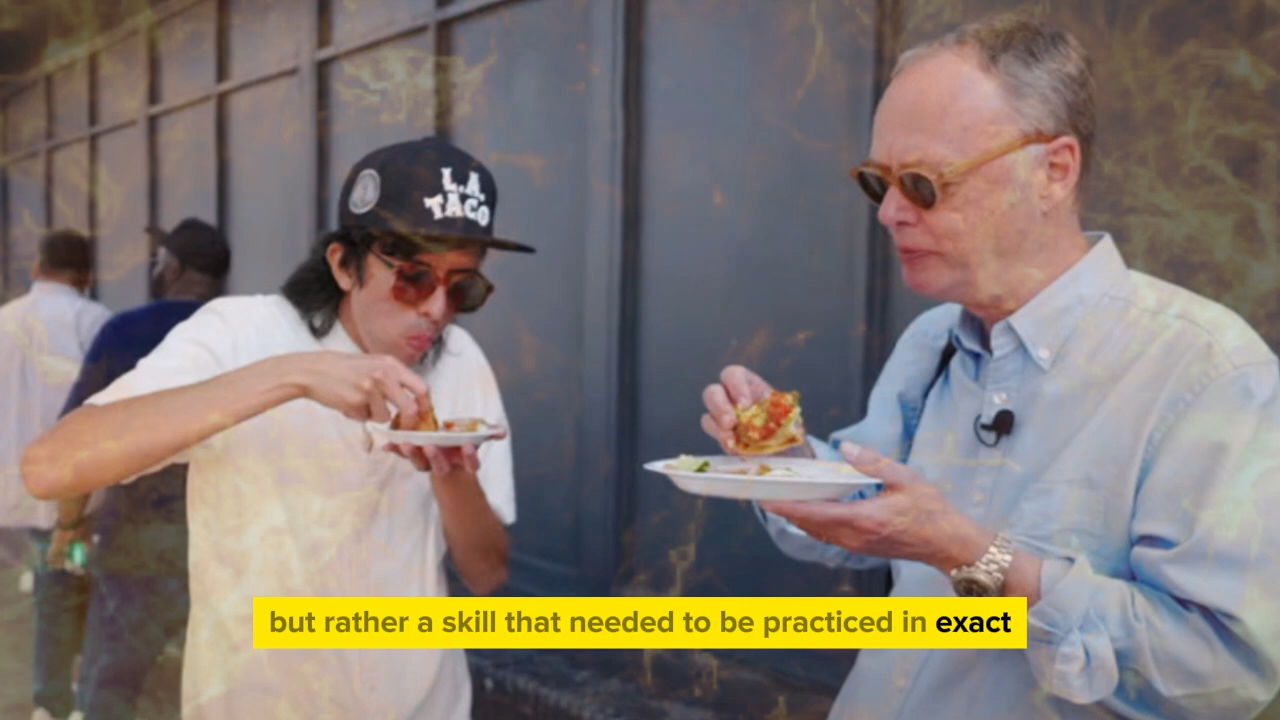 L.A.
TACO
but rather a skill that needed to be practiced in exact